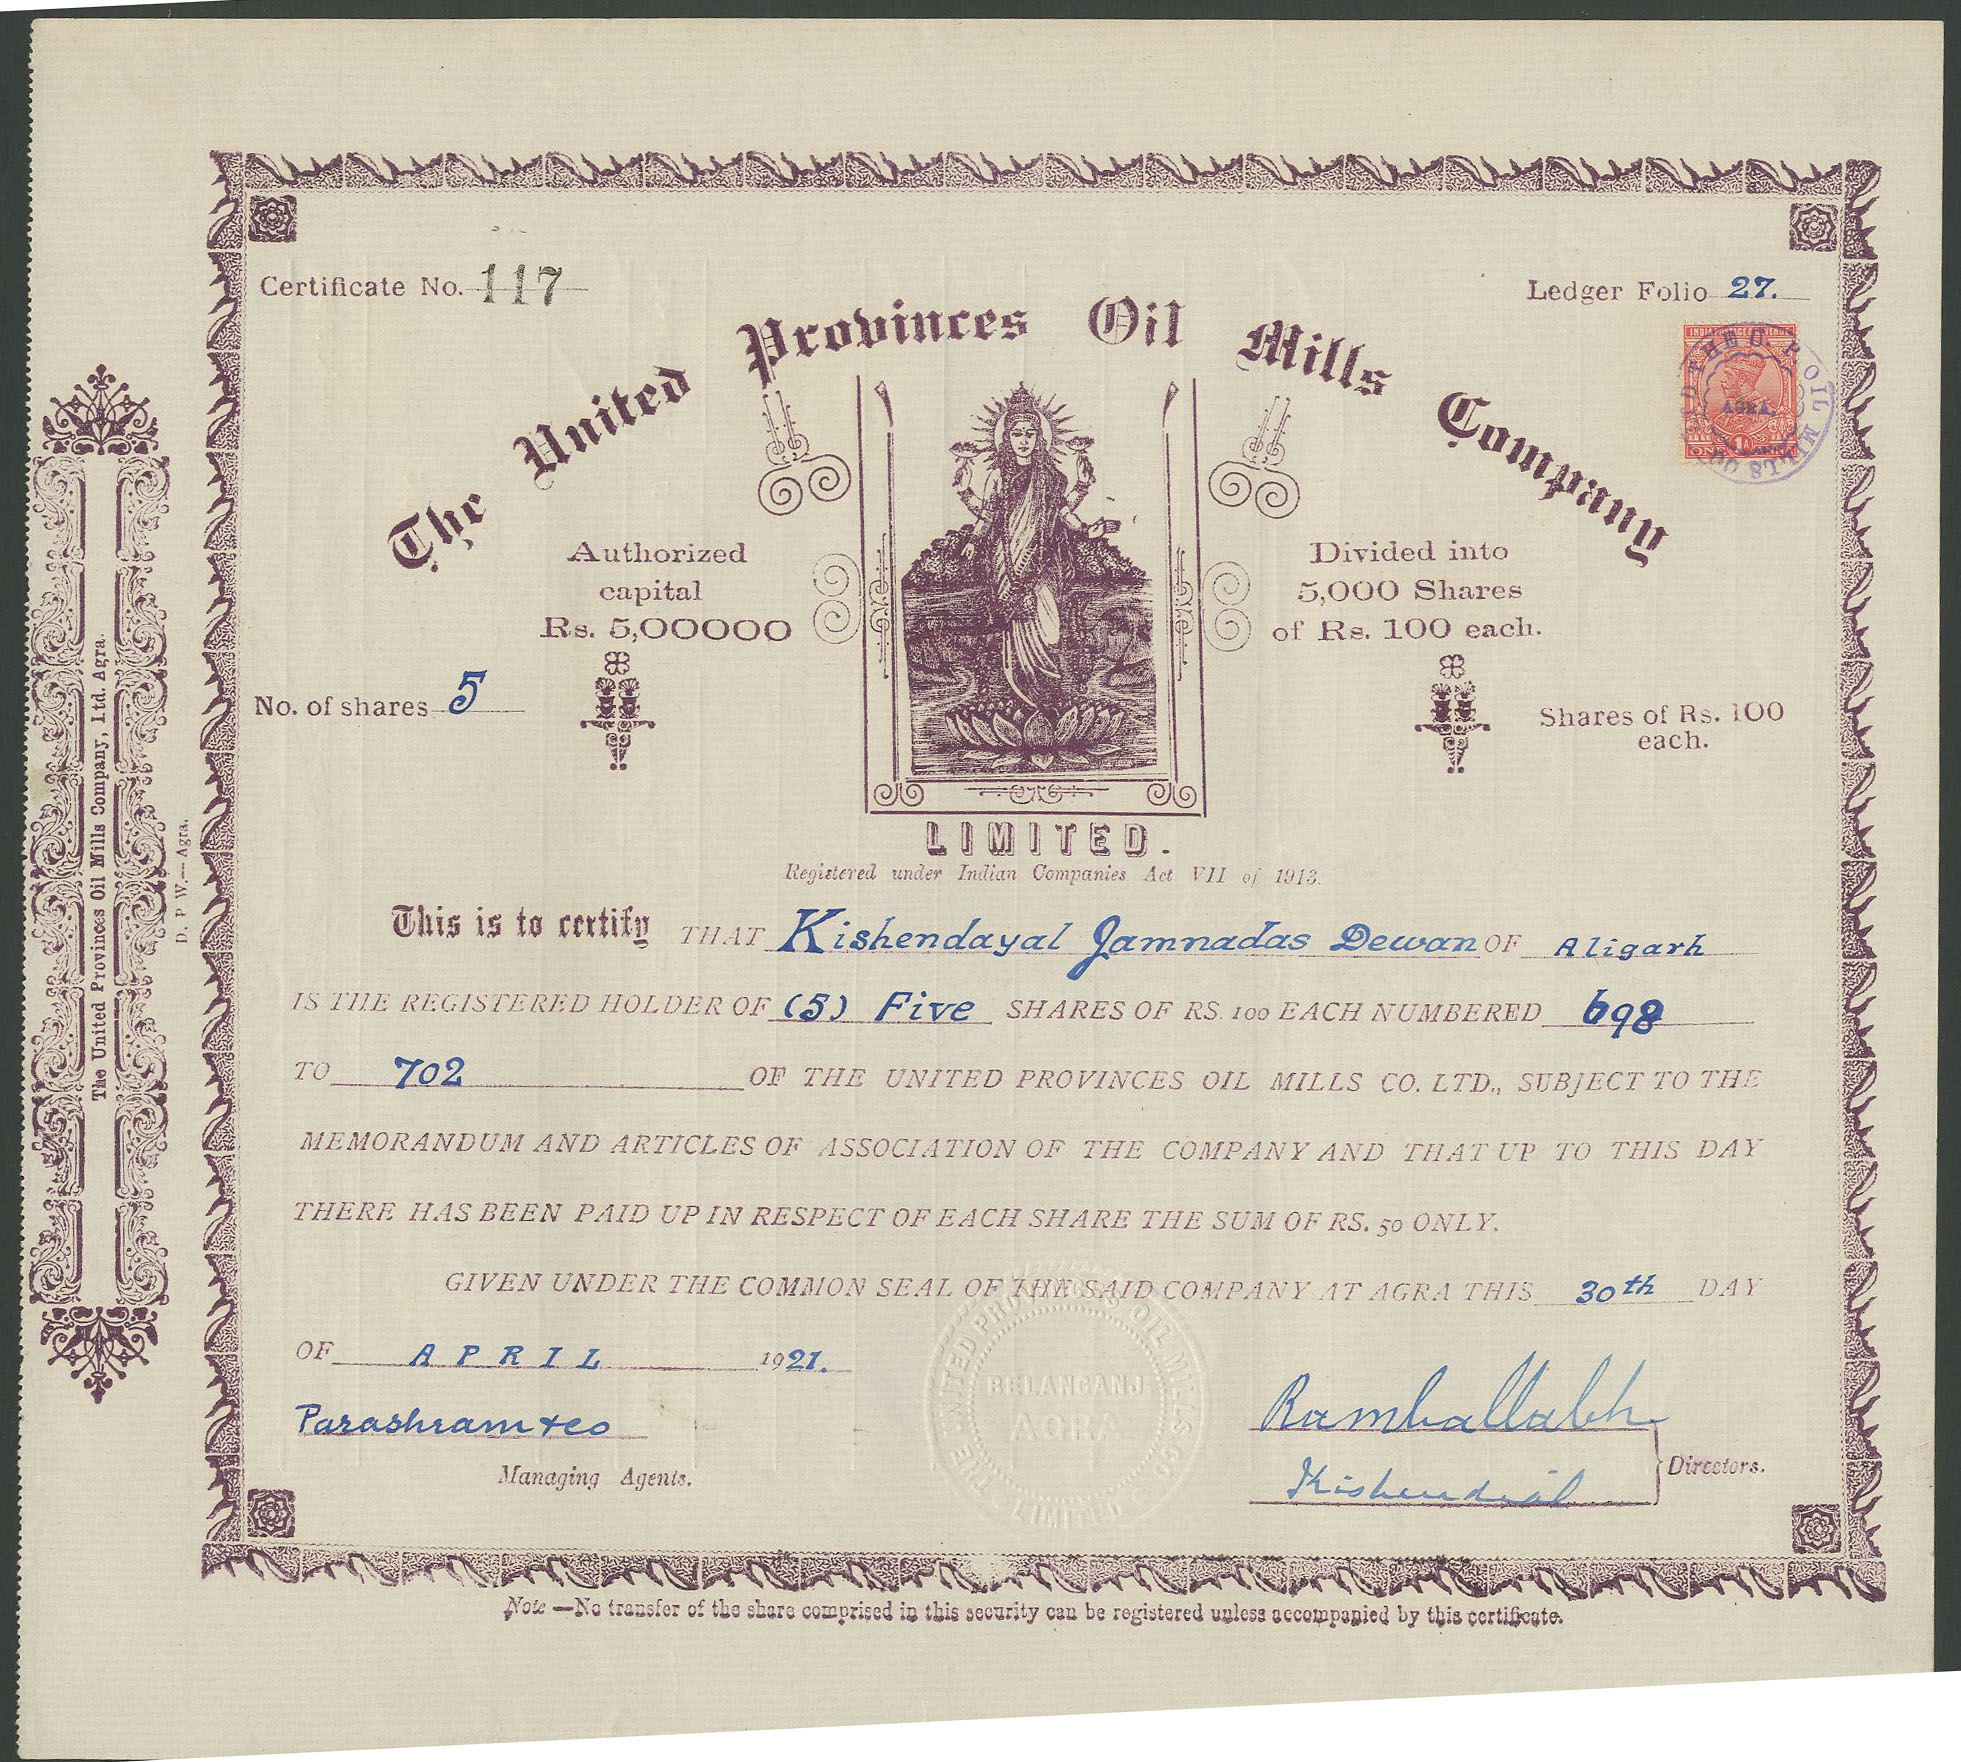 Certificate No. 117
Ledger Folio 27.
INDIA POSTAGE & REVENUE
AGRA.
1A
The United Provinces Oil Mills Company
Authorized
capital
Rs. 5,00000
Divided into
5,000 Shares
of Rs. 100 each.
No. of shares 5
Shares of Rs. 100
each.
LIMITED.
Registered under Indian Companies Act VII of 1913.
This is to certify THAT Kishendayal Jamnadas Dewan OF Aligarh
IS THE REGISTERED HOLDER OF (5) Five SHARES OF RS. 100 EACH NUMBERED 698
TO 702 OF THE UNITED PROVINCES OIL MILLS CO. LTD., SUBJECT TO THE
MEMORANDUM AND ARTICLES OF ASSOCIATION OF THE COMPANY AND THAT UP TO THIS DAY
THERE HAS BEEN PAID UP IN RESPECT OF EACH SHARE THE SUM OF RS. 50 ONLY.
GIVEN UNDER THE COMMON SEAL OF THE SAID COMPANY AT AGRA THIS 30th DAY
OF APRIL 1921.
Parashram & co
Managing Agents.
Ramballabh
Kishendial
Directors.
THE UNITED PROVINCES OIL MILLS CO.
BELANGANJ
AGRA
LIMITED
Note—No transfer of the share comprised in this security can be registered unless accompanied by this certificate.
The United Provinces Oil Mills Company, Ltd. Agra.
D. P W.—Agra.